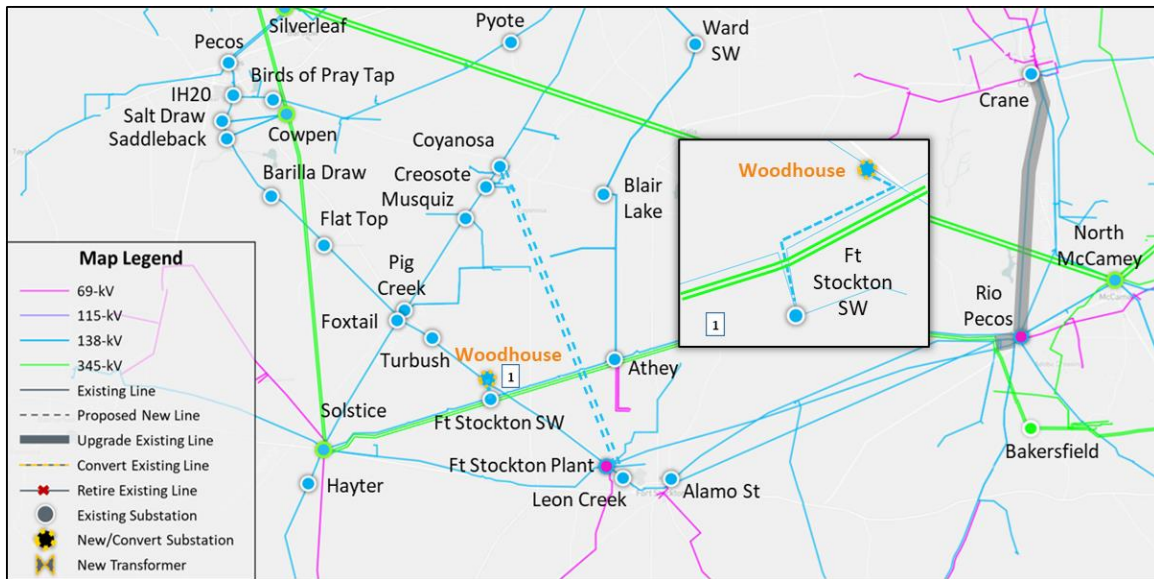 Silverleaf
Pyote
Ward
SW
Pecos
Birds of Pray Tap
IH20
Crane
Salt Draw
Cowpen
Saddleback
Coyanosa
Woodhouse
Creosote
Barilla Draw
Musquiz
Blair
Lake
Flat Top
North
McCamey
Ft
Stockton
SW
Pig
Creek
Rio
Pecos
1
Foxtail
Turbush
Woodhouse
1
Athey
Solstice
Ft Stockton SW
Bakersfield
Ft Stockton Plant
Hayter
Leon Creek
Alamo St
Map Legend
69-kV
115-kV
138-kV
345-kV
Existing Line
Proposed New Line
Upgrade Existing Line
Convert Existing Line
Retire Existing Line
Existing Substation
New/Convert Substation
New Transformer